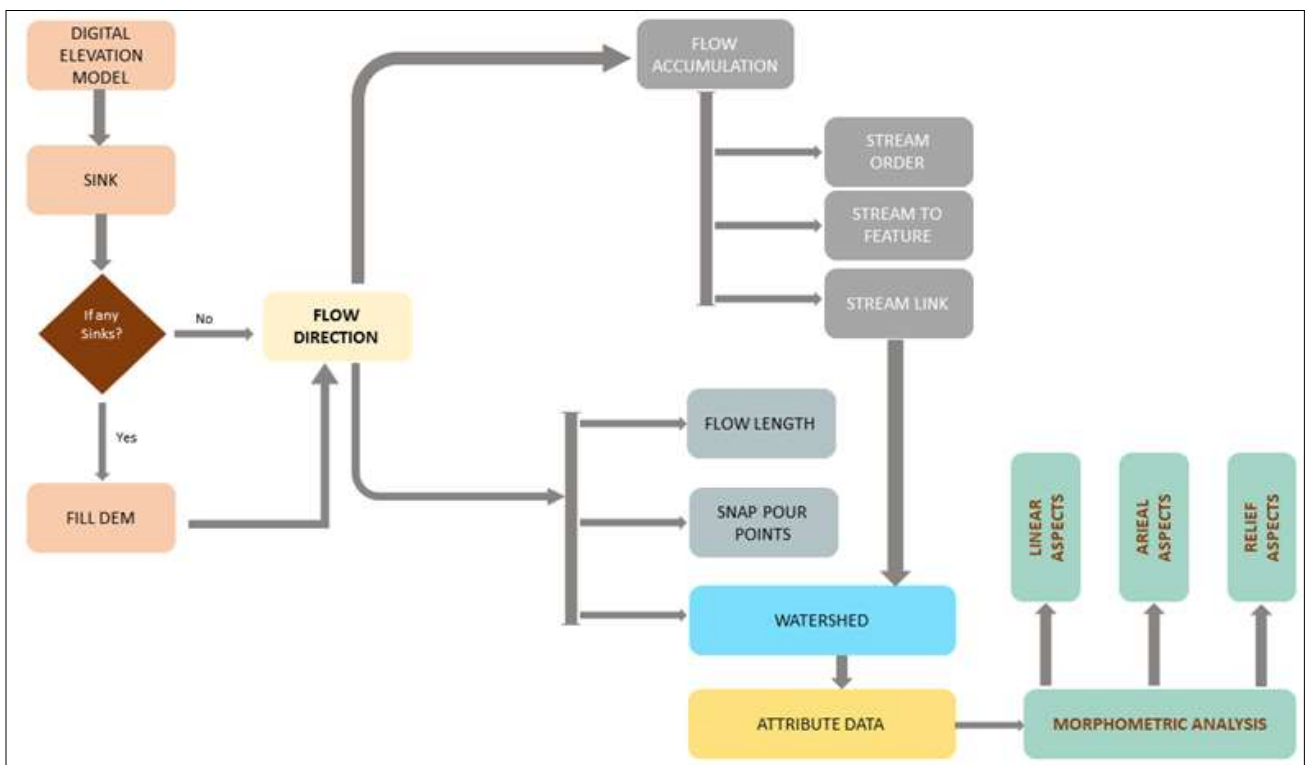 DIGITAL
ELEVATION
MODEL
SINK
If any
Sinks?
No
Yes
FILL DEM
FLOW
DIRECTION
FLOW
ACCUMULATION
STREAM
ORDER
STREAM TO
FEATURE
STREAM LINK
FLOW LENGTH
SNAP POUR
POINTS
WATERSHED
ATTRIBUTE DATA
LINEAR
ASPECTS
ARIEAL
ASPECTS
RELIEF
ASPECTS
MORPHOMETRIC ANALYSIS